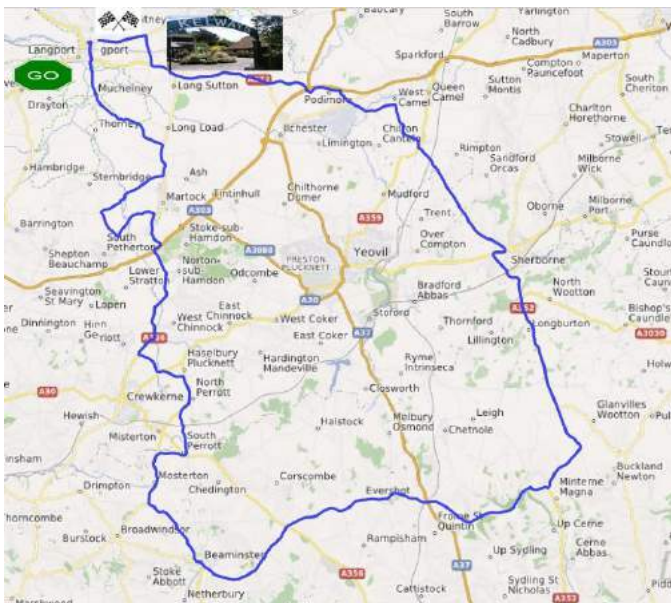 KELWA
GO
Langport
gport
Babcary
South Barrow
North Cadbury
Yarlington
A303
Maperton
Sparkford
Compton Pauncefoot
South Cheriton
Drayton
Muchelney
Long Sutton
Podimore
West Camel
Queen Camel
Sutton Montis
Charlton Horethorne
Thorney
Long Load
Ilchester
Limington
Chilton Cantelo
Rimpton
Stowell
Hambridge
Stembridge
Ash
Sandford Orcas
Milborne Wick
Martock
Tintinhull
Chilthorne Domer
Mudford
Barrington
A303
A359
Trent
Oborne
Milborne Port
Stoke-sub-Hamdon
Over Compton
Purse Caundle
Shepton Beauchamp
South Petherton
A3088
PRESTON PLUCKNETT
Yeovil
Sherborne
Lower Stratton
Norton-sub-Hamdon
Odcombe
Seavington St Mary
Lopen
A30
Bradford Abbas
North Wootton
Dinnington
West Chinnock
East Chinnock
West Coker
Stoford
A352
Bishop's Caundle
East Coker
A37
Thornford
Longburton
A3030
Lillington
Haselbury Plucknett
Hardington Mandeville
Ryme Intrinseca
A30
North Perrott
Closworth
Crewkerne
Hewish
Halstock
Melbury Osmond
Leigh
Chetnole
Glanvilles Wootton
Misterton
South Perrott
Buckland Newton
Drimpton
Mosterton
Chedington
Corscombe
Evershot
Minterne Magna
Thorncombe
Broadwindsor
Frome St Quintin
Up Cerne
Burstock
Beaminster
Rampisham
Up Sydling
Cerne Abbas
Stoke Abbott
A356
A37
Netherbury
Cattistock
Sydling St Nicholas
A352